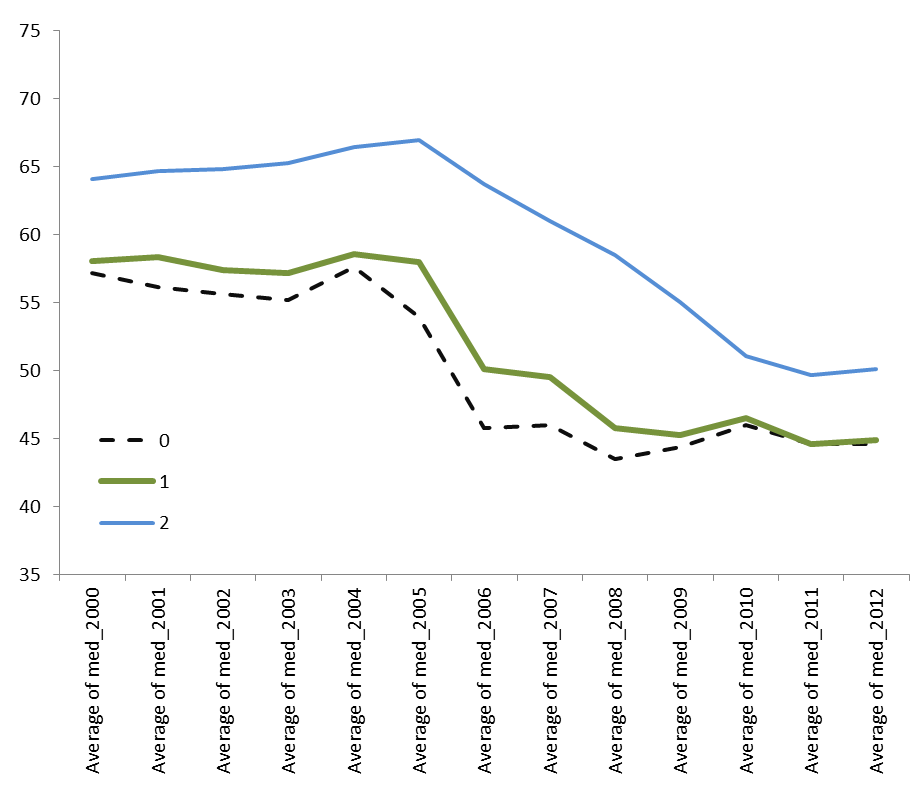 75
70
65
60
55
50
45
40
35
0
1
2
Average of med_2000
Average of med_2001
Average of med_2002
Average of med_2003
Average of med_2004
Average of med_2005
Average of med_2006
Average of med_2007
Average of med_2008
Average of med_2009
Average of med_2010
Average of med_2011
Average of med_2012